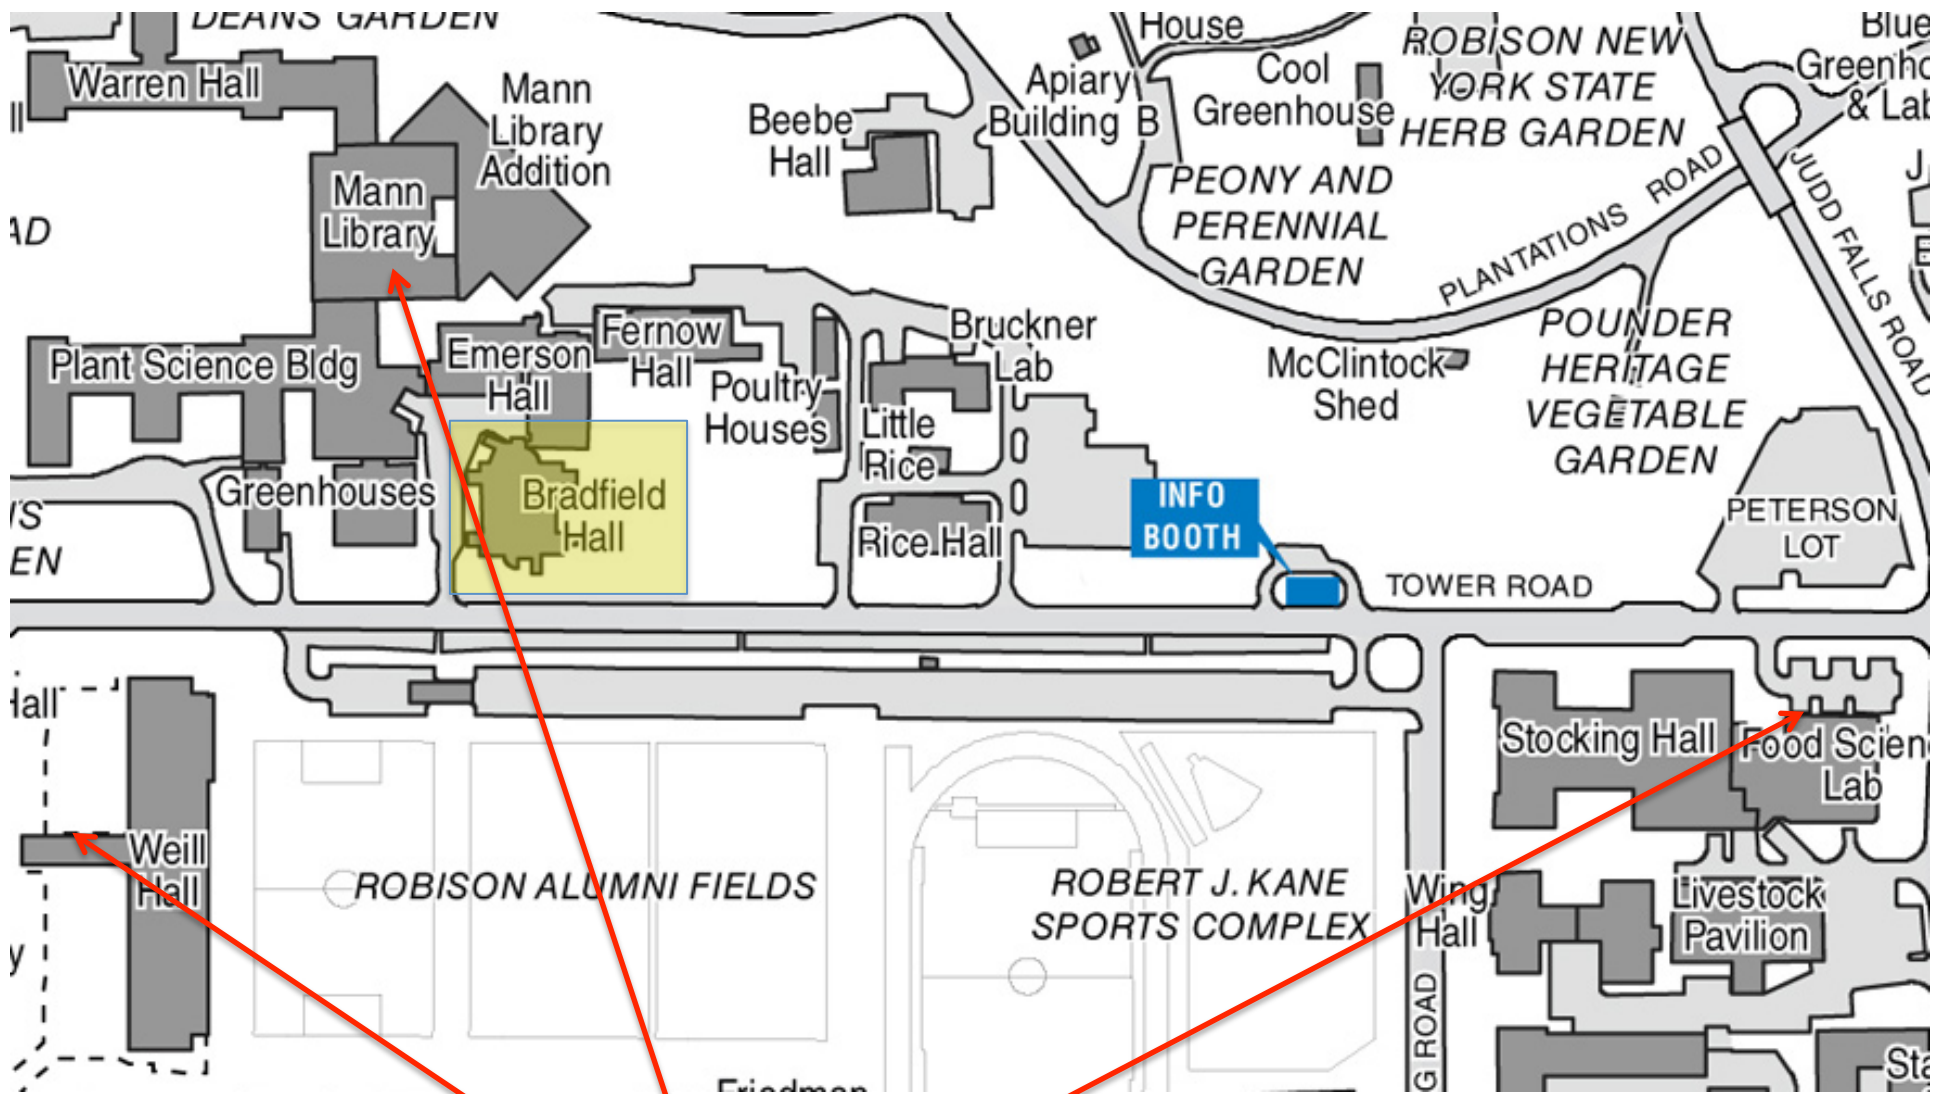 DEANS GARDEN
House
ROBISON NEW
YORK STATE
HERB GARDEN
Blue
Warren Hall
Mann
Library
Addition
Apiary
Building B
Cool
Greenhouse
Greenho
& Lab
Beebe
Hall
Mann
Library
PEONY AND
PERENNIAL
GARDEN
PLANTATIONS ROAD
JUDD FALLS ROAD
AD
Plant Science Bldg
Emerson
Hall
Fernow
Hall
Poultry
Houses
Bruckner
Lab
Little
Rice
McClintock
Shed
POUNDER
HERITAGE
VEGETABLE
GARDEN
Greenhouses
Bradfield
Hall
Rice Hall
INFO
BOOTH
PETERSON
LOT
TOWER ROAD
'S
EN
Hall
Stocking Hall
Food Scien
Lab
Weill
Hall
ROBISON ALUMNI FIELDS
ROBERT J. KANE
SPORTS COMPLEX
Wing
Hall
Livestock
Pavilion
y
G ROAD
Friedman
Sta